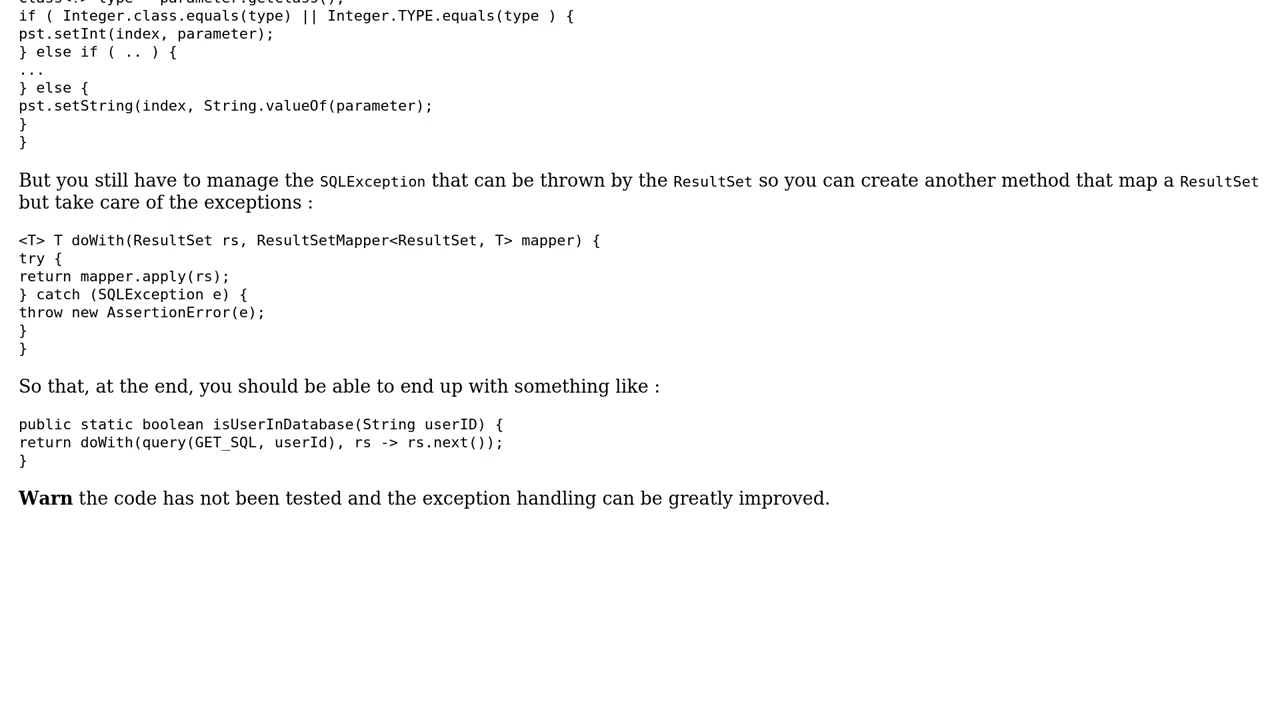 if ( Integer.class.equals(type) || Integer.TYPE.equals(type ) {
pst.setInt(index, parameter);
} else if ( .. ) {
...
} else {
pst.setString(index, String.valueOf(parameter);
}
}
But you still have to manage the SQLException that can be thrown by the ResultSet so you can create another method that map a ResultSet
but take care of the exceptions :
<T> T doWith(ResultSet rs, ResultSetMapper<ResultSet, T> mapper) {
try {
return mapper.apply(rs);
} catch (SQLException e) {
throw new AssertionError(e);
}
}
So that, at the end, you should be able to end up with something like :
public static boolean isUserInDatabase(String userID) {
return doWith(query(GET_SQL, userId), rs -> rs.next());
}
Warn the code has not been tested and the exception handling can be greatly improved.